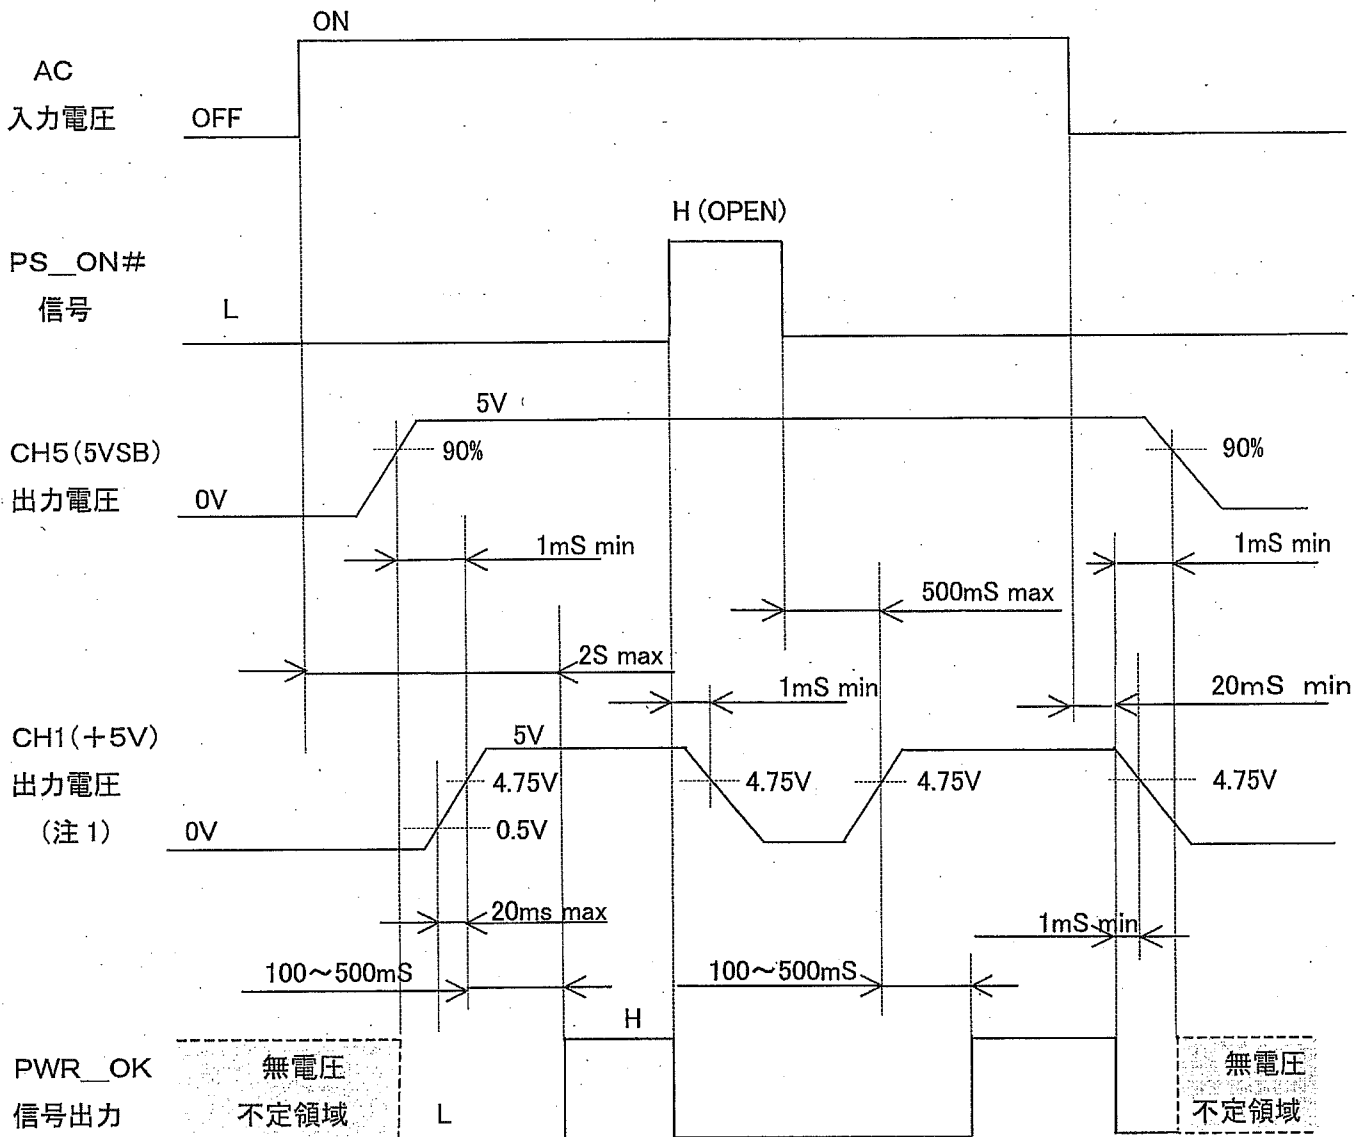 ON
AC
入力電圧
OFF
H (OPEN)
PS__ON#
信号
L
5V
CH5(5VSB)
出力電圧
90%
90%
0V
1mS min
1mS min
500mS max
2S max
1mS min
20mS min
CH1(+5V)
出力電圧
(注1)
5V
4.75V
4.75V
4.75V
4.75V
0.5V
0V
20ms max
1mS min
100~500mS
100~500mS
H
PWR__OK
信号出力
無電圧
不定領域
L
無電圧
不定領域